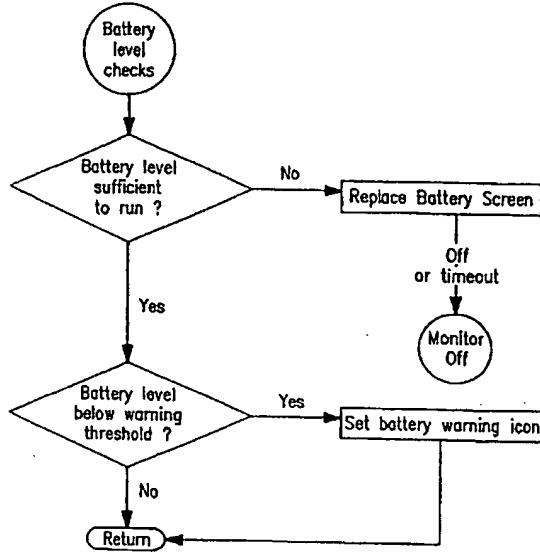 Battery
level
checks
Battery level
sufficient
to run ?
No
Replace Battery Screen
Off
or timeout
Yes
Monitor
Off
Battery level
below warning
threshold ?
Yes
Set battery warning icon
No
Return